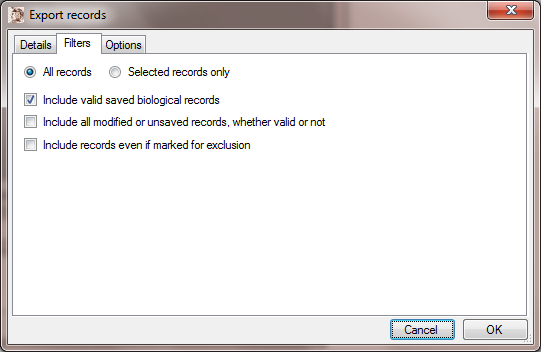 Export records
Details Filters Options
All records Selected records only
Include valid saved biological records
Include all modified or unsaved records, whether valid or not
Include records even if marked for exclusion
Cancel OK